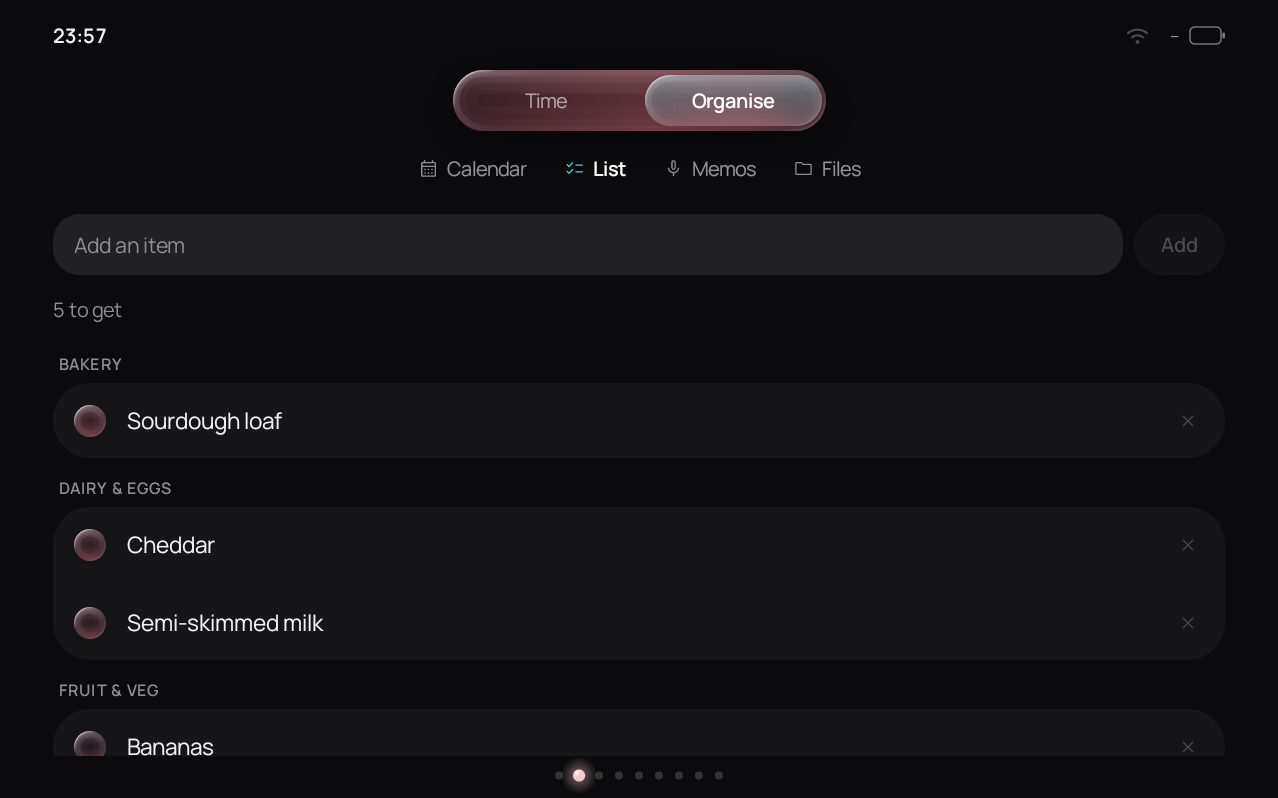 23:57
–
Time Organise
Calendar List Memos Files
Add an item Add
5 to get
BAKERY
Sourdough loaf
DAIRY & EGGS
Cheddar
Semi-skimmed milk
FRUIT & VEG
Bananas